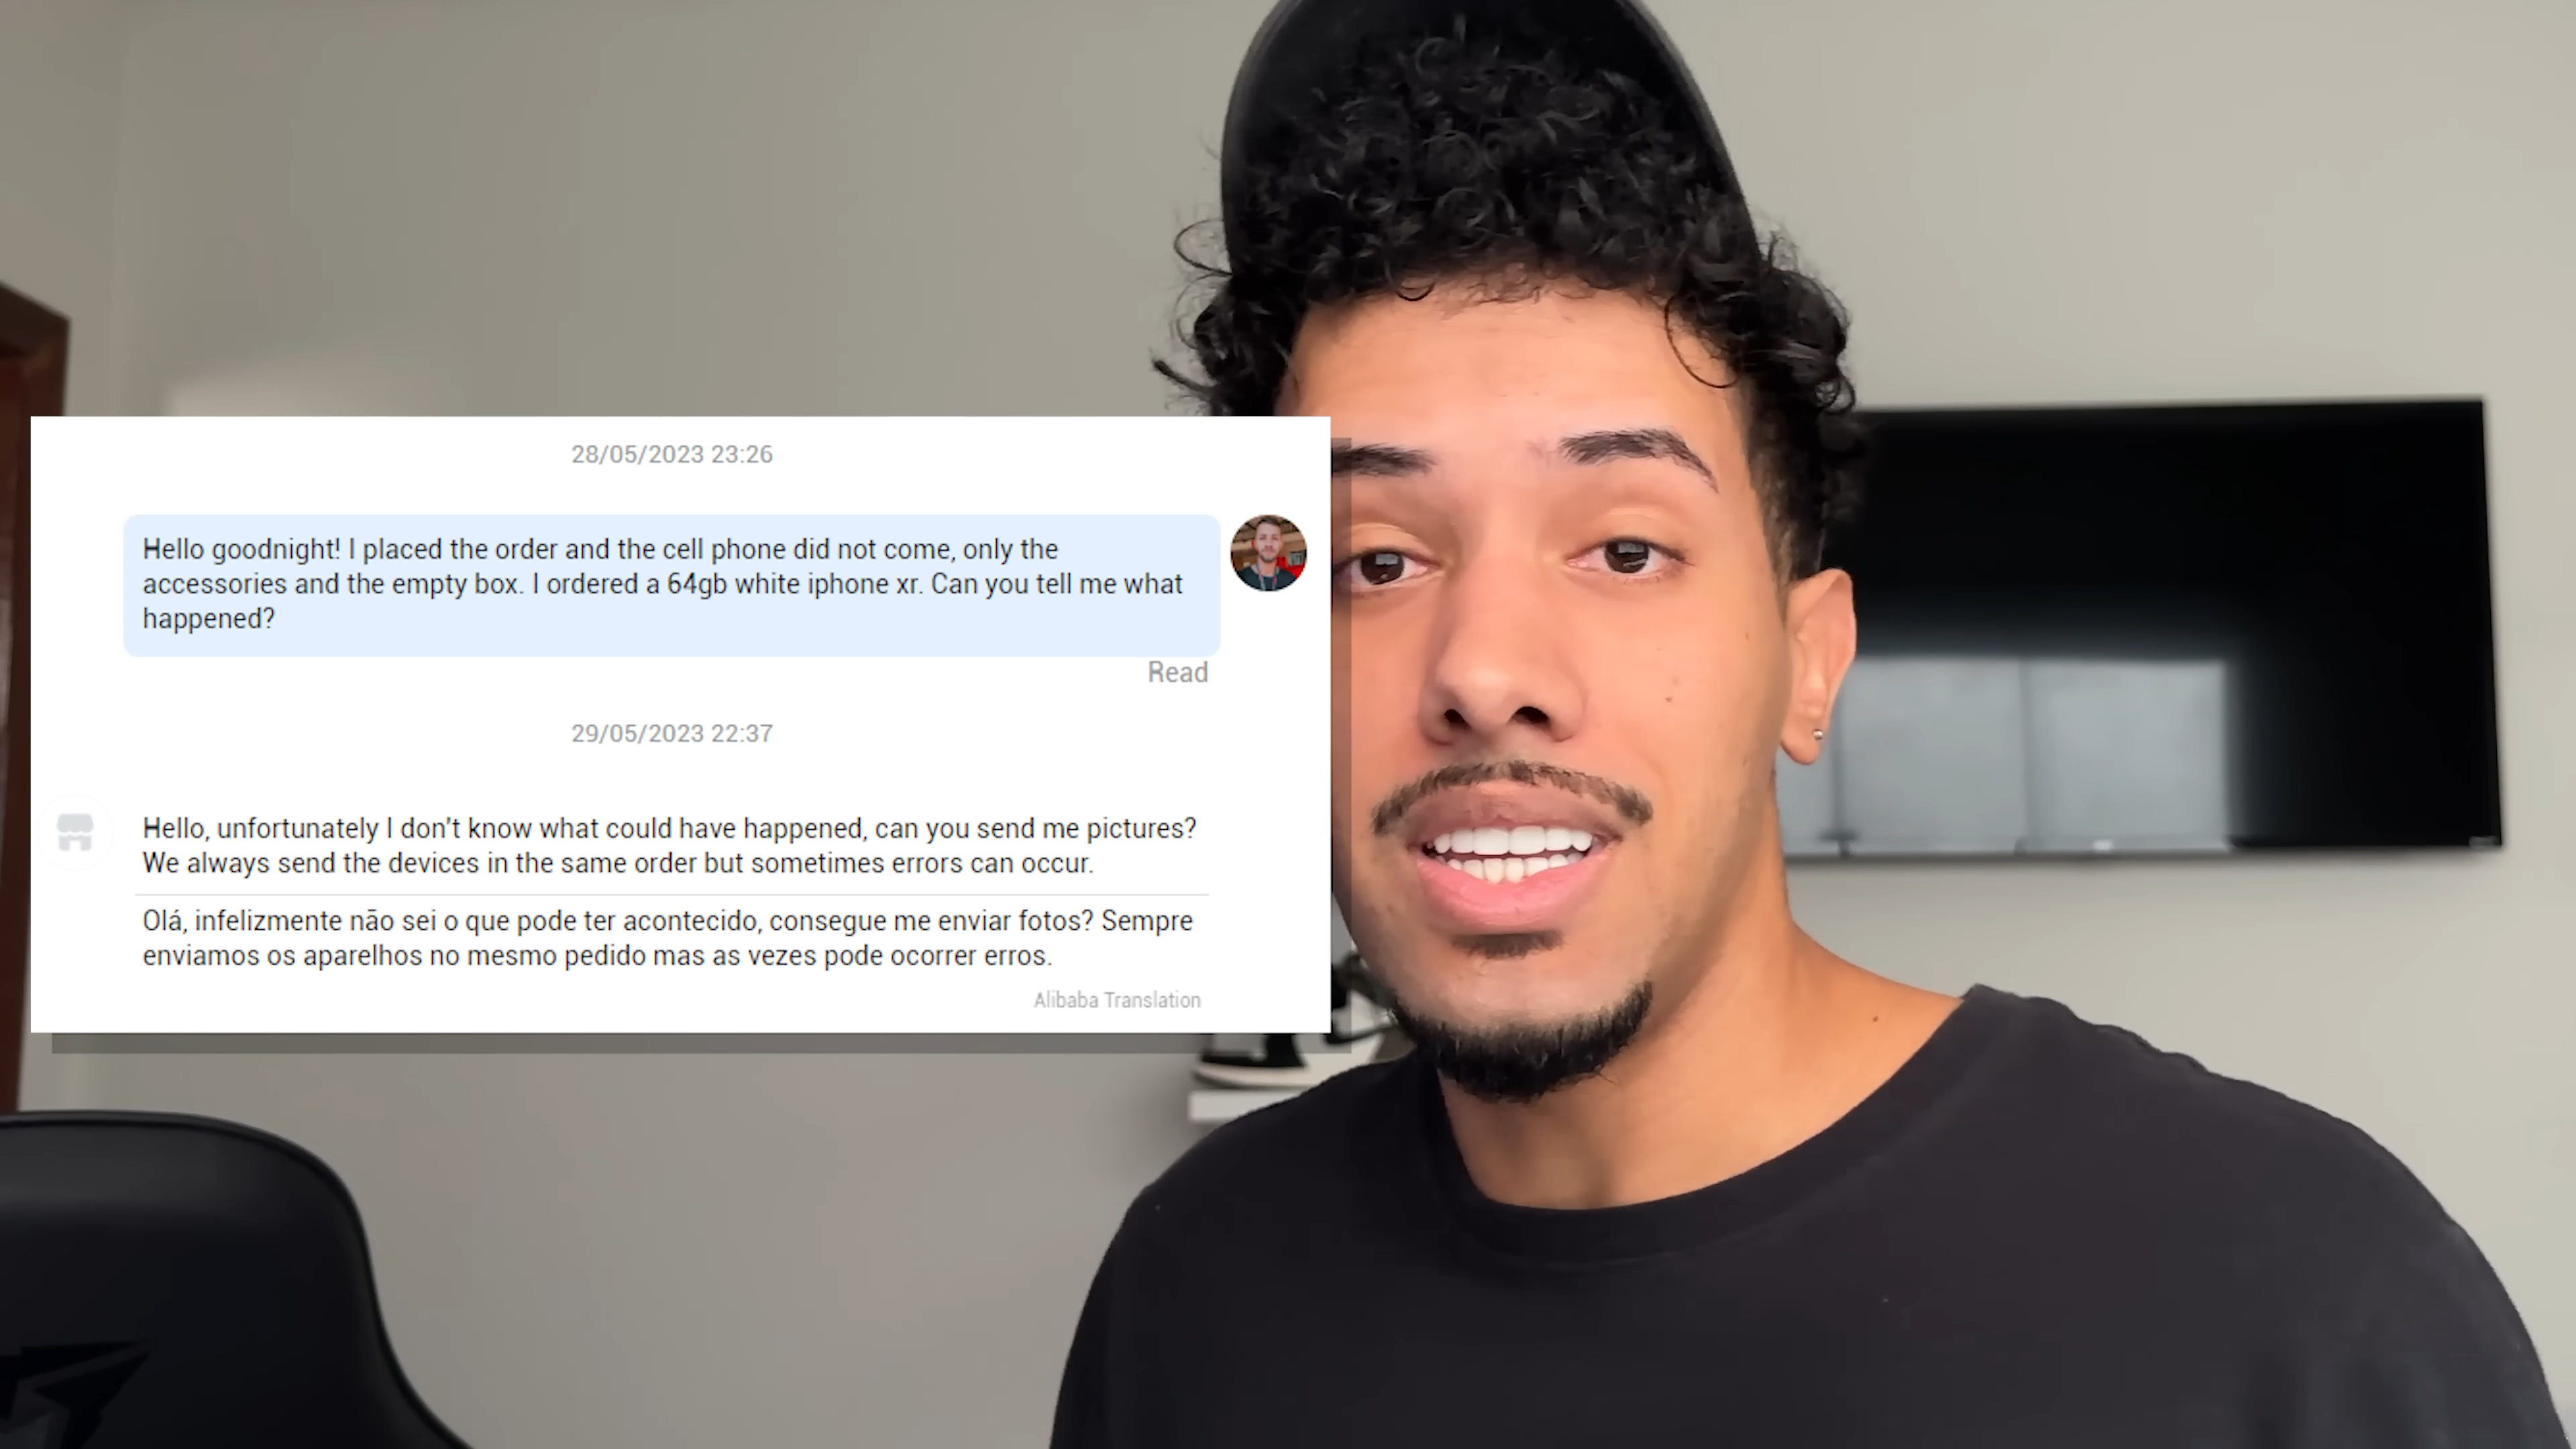 28/05/2023 23:26
Hello goodnight! I placed the order and the cell phone did not come, only the
accessories and the empty box. I ordered a 64gb white iphone xr. Can you tell me what
happened?
Read
29/05/2023 22:37
Hello, unfortunately I don't know what could have happened, can you send me pictures?
We always send the devices in the same order but sometimes errors can occur.
Olá, infelizmente não sei o que pode ter acontecido, consegue me enviar fotos? Sempre
enviamos os aparelhos no mesmo pedido mas as vezes pode ocorrer erros.
Alibaba Translation